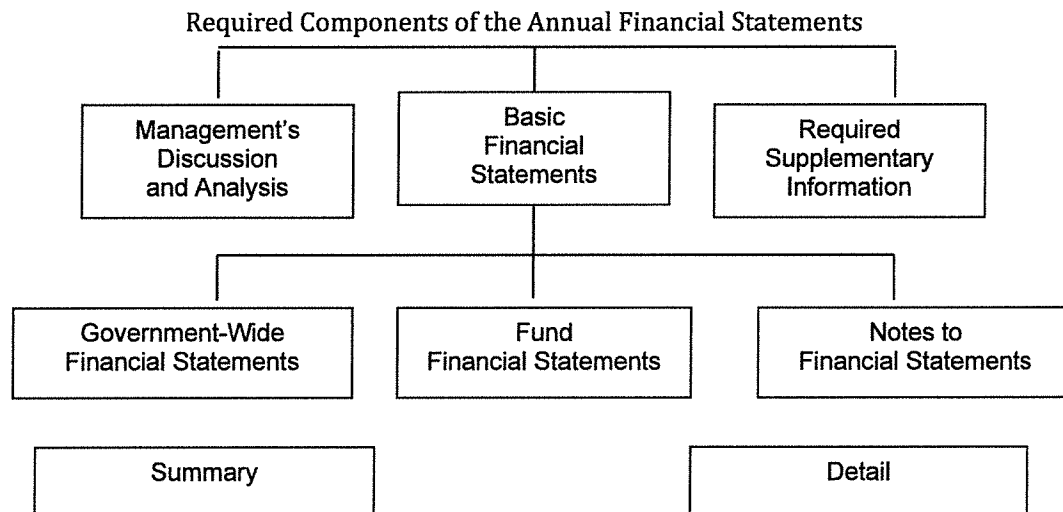 Required Components of the Annual Financial Statements
Management's
Discussion
and Analysis
Basic
Financial
Statements
Required
Supplementary
Information
Government-Wide
Financial Statements
Fund
Financial Statements
Notes to
Financial Statements
Summary
Detail